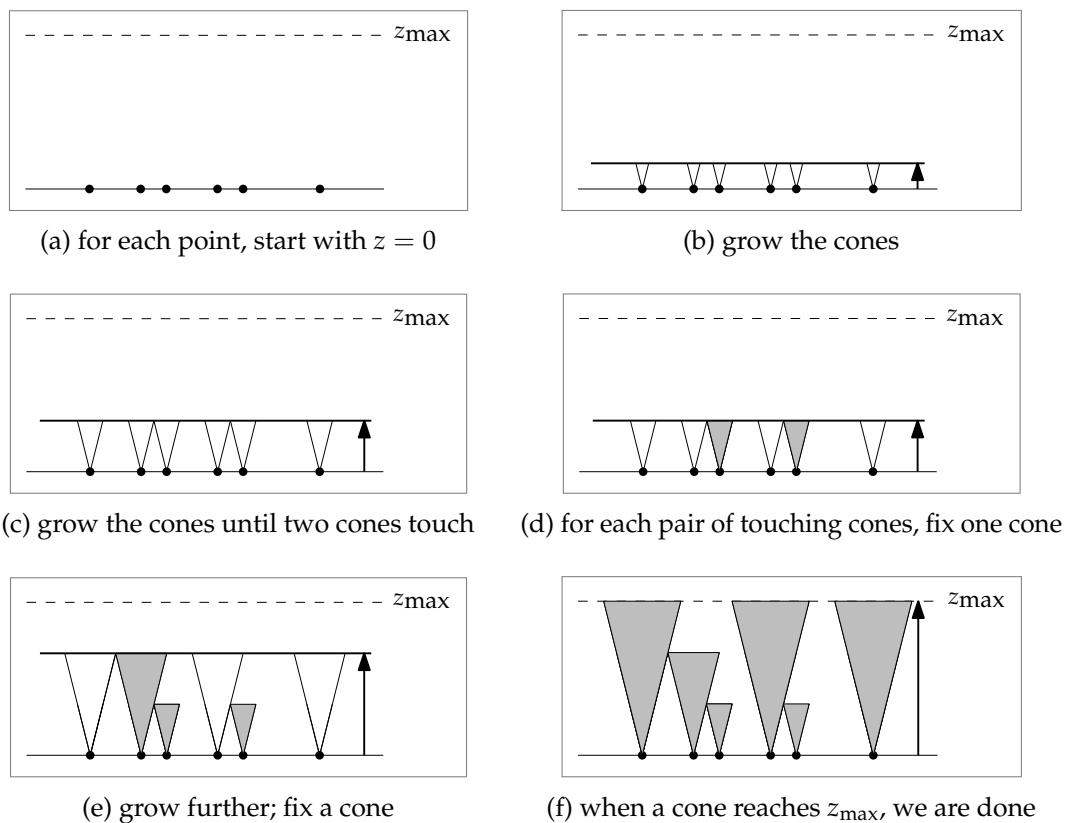 zmax
zmax
(a) for each point, start with z = 0
(b) grow the cones
zmax
zmax
(c) grow the cones until two cones touch
(d) for each pair of touching cones, fix one cone
zmax
zmax
(e) grow further; fix a cone
(f) when a cone reaches zmax, we are done